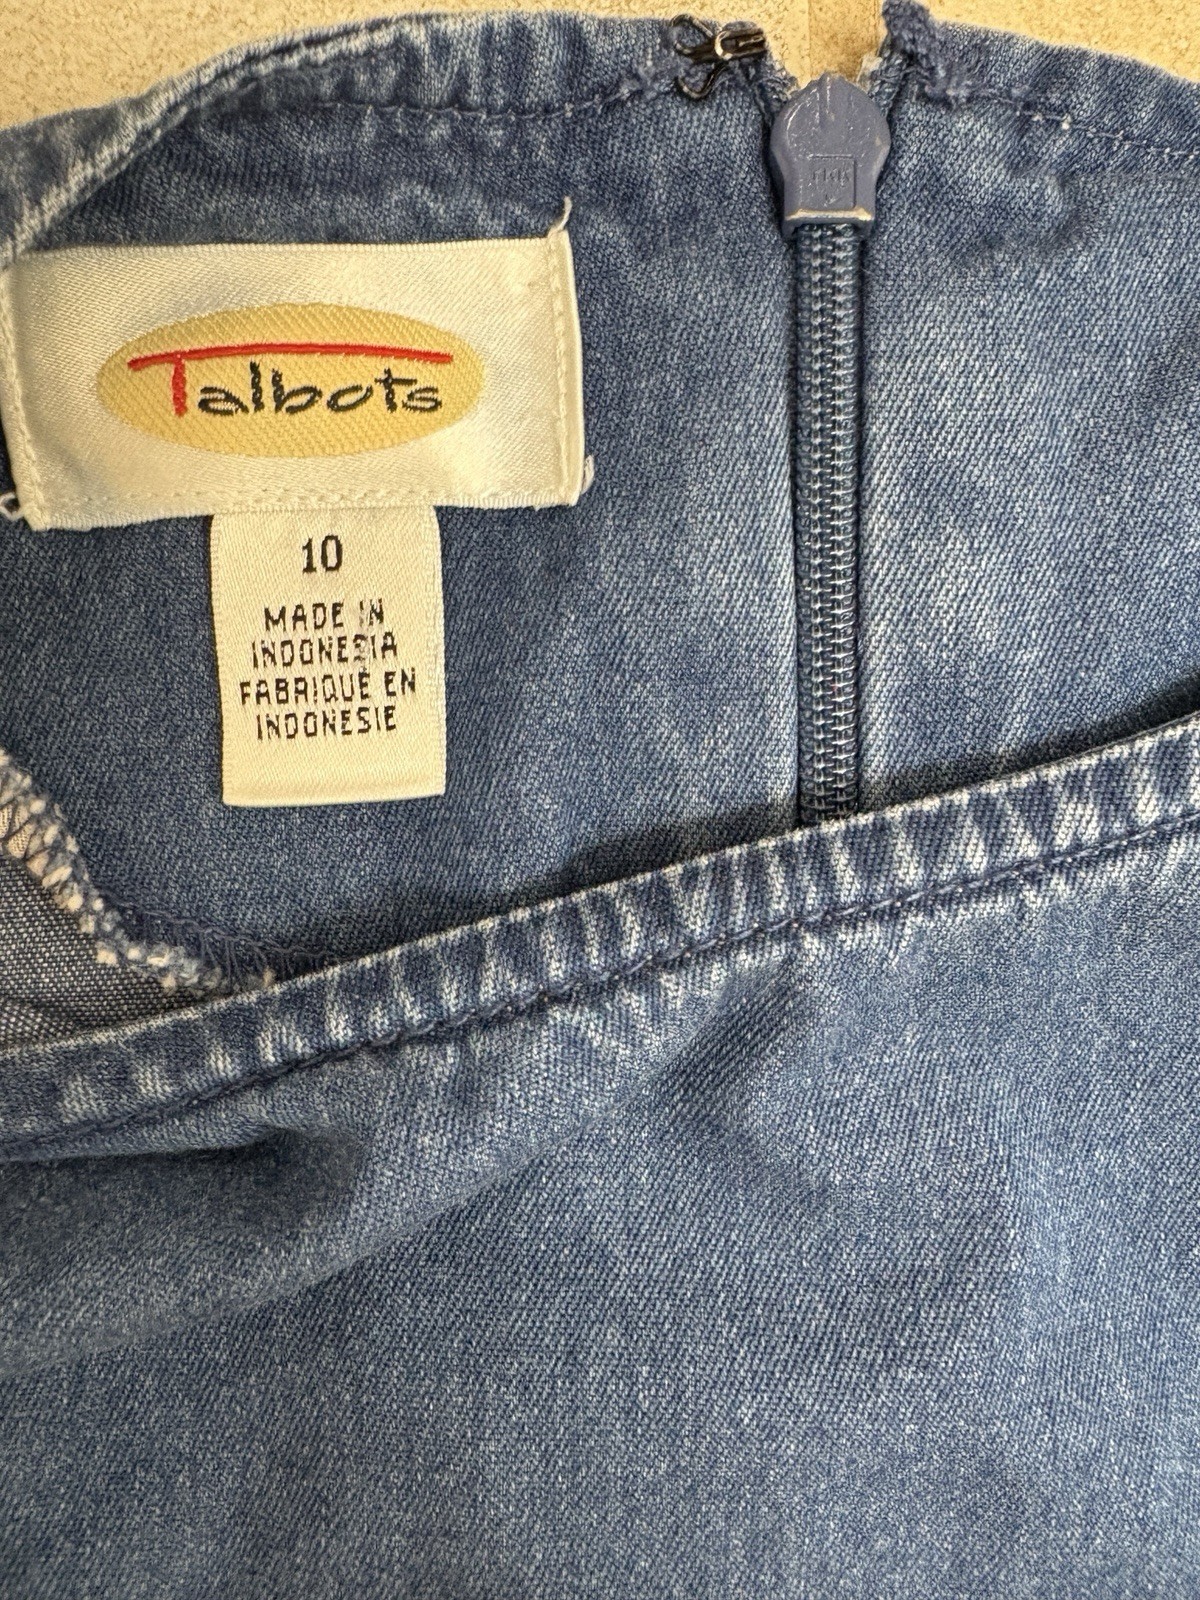 Talbots
10
MADE IN
INDONESIA
FABRIQUÉ EN
INDONESIE